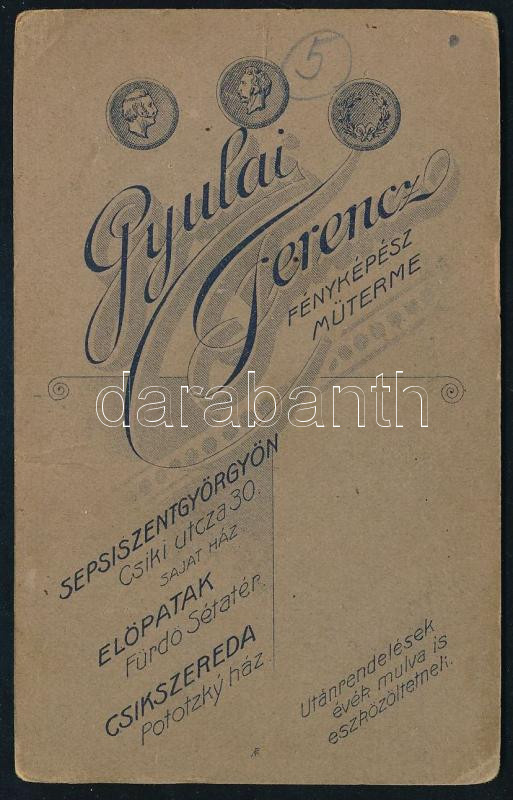 5
Gyulai
Ferencz
FÉNYKÉPÉSZ
MŰTERME
darabanth
SEPSISZENTGYÖRGYÖN
Csiki utcza 30.
SAJAT HÁZ
ELŐPATAK
Fürdő Sétatér.
CSIKSZEREDA
Pototzky ház
Utánrendelések
évek mulva is
eszközöltetnek.